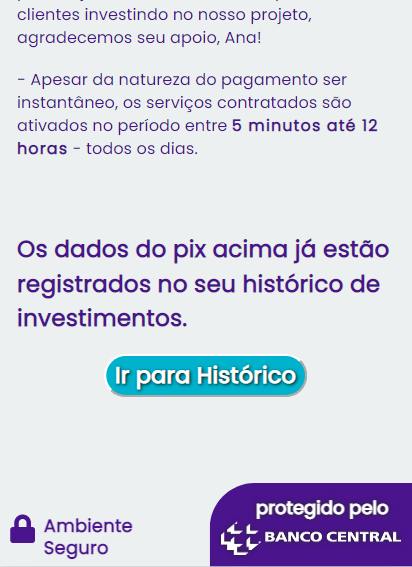 clientes investindo no nosso projeto,
agradecemos seu apoio, Ana!
- Apesar da natureza do pagamento ser
instantâneo, os serviços contratados são
ativados no período entre 5 minutos até 12
horas - todos os dias.
Os dados do pix acima já estão
registrados no seu histórico de
investimentos.
Ir para Histórico
Ambiente
Seguro
protegido pelo
BANCO CENTRAL